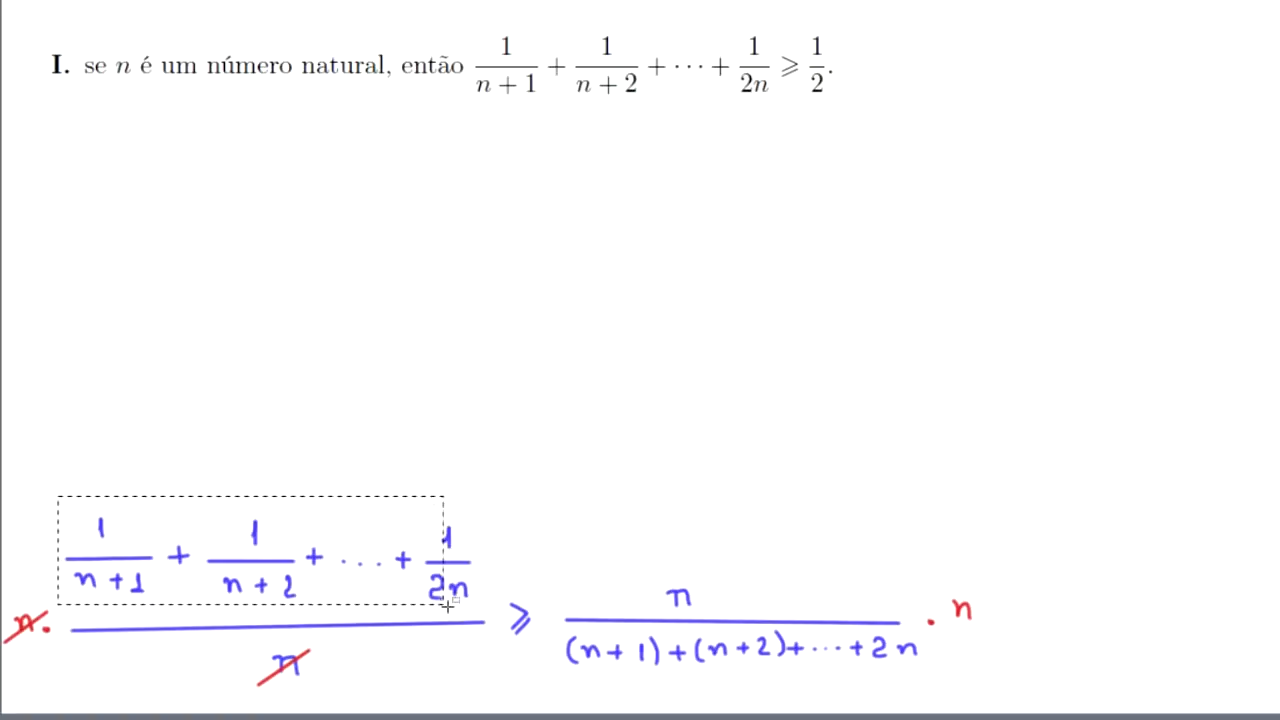 I. se n é um número natural, então 1/(n + 1) + 1/(n + 2) + ⋯ + 1/(2n) ⩾ 1/2.
n. (1/(n+1) + 1/(n+2) + ... + 1/(2n))/n ⩾ n/((n+1)+(n+2)+...+2n) . n